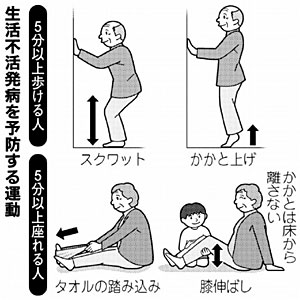 生活不活発病を予防する運動
5分以上歩ける人
スクワット
かかと上げ
5分以上座れる人
タオルの踏み込み
かかとは床から
離さない
膝伸ばし